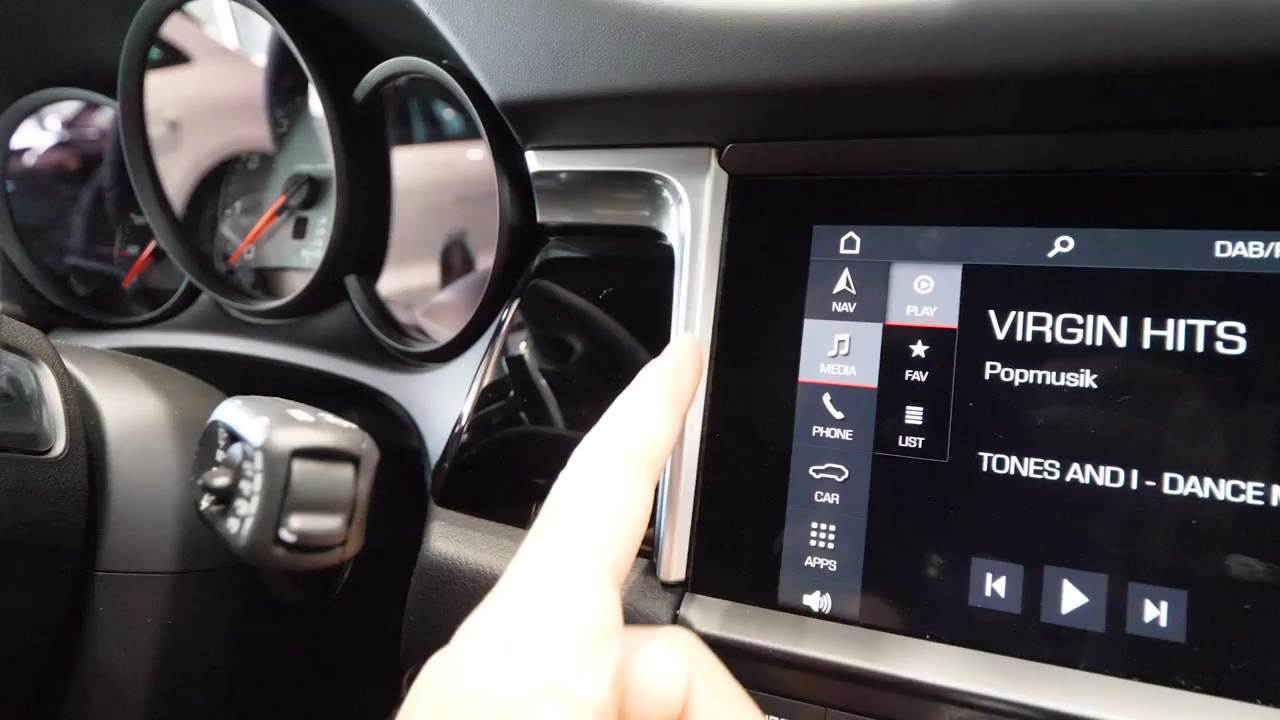 DAB/
NAV
PLAY
MEDIA
FAV
PHONE
LIST
CAR
APPS
VIRGIN HITS
Popmusik
TONES AND I - DANCE